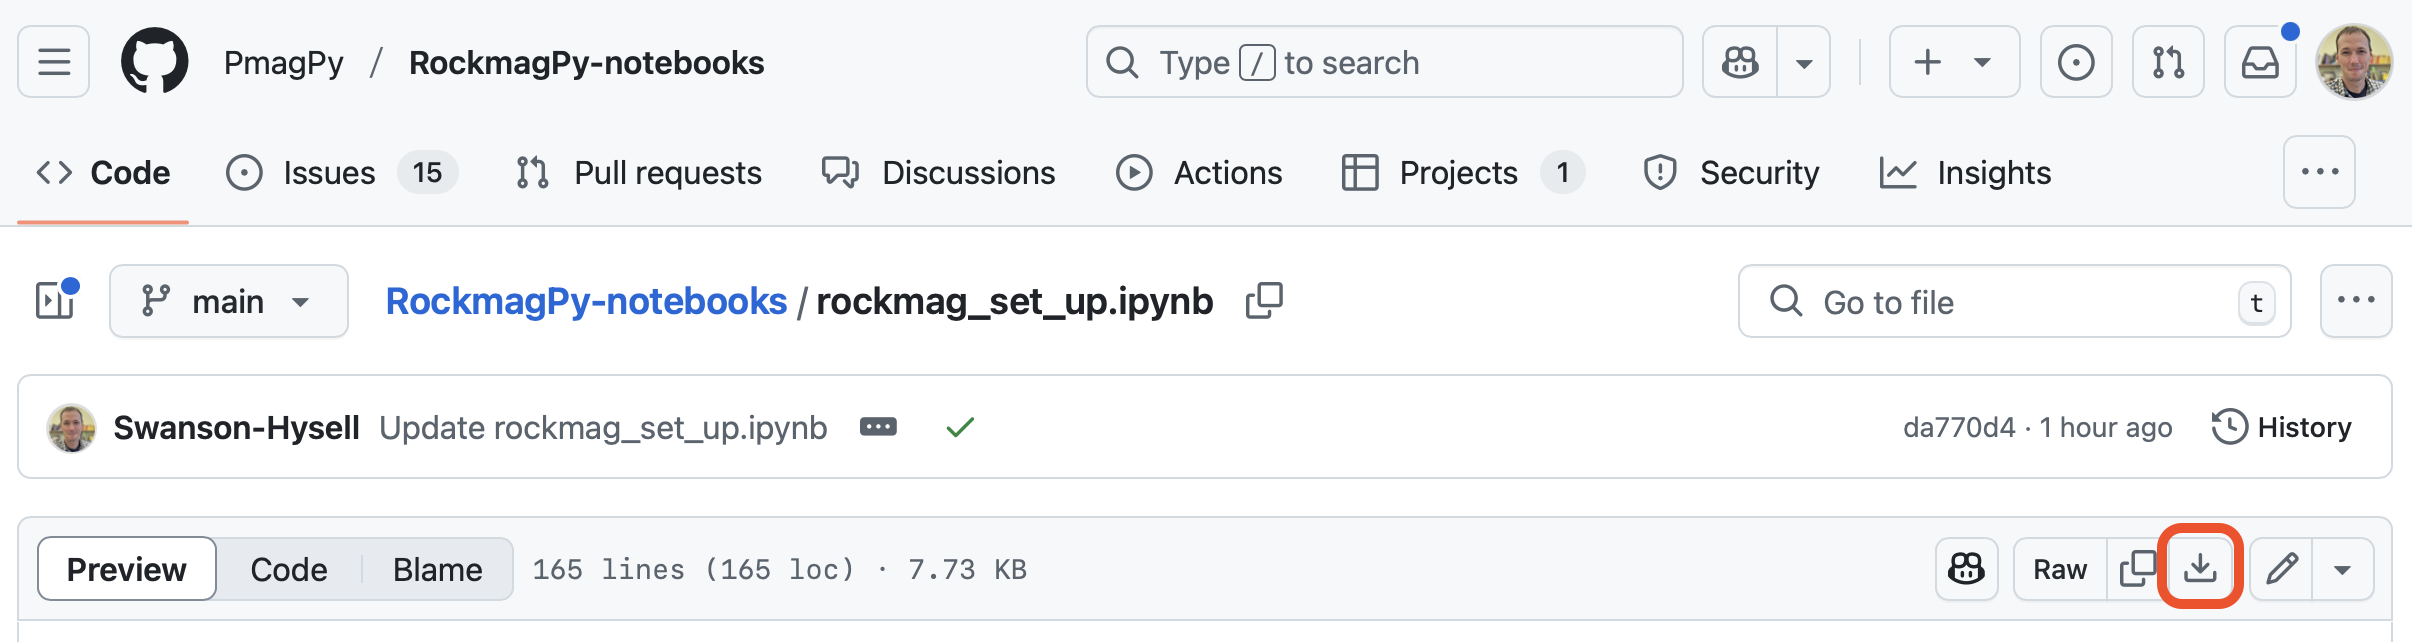 PmagPy / RockmagPy-notebooks Type / to search
Code Issues 15 Pull requests Discussions Actions Projects 1 Security Insights
main RockmagPy-notebooks / rockmag_set_up.ipynb Go to file t
Swanson-Hysell Update rockmag_set_up.ipynb da770d4 · 1 hour ago History
Preview Code Blame 165 lines (165 loc) · 7.73 KB Raw